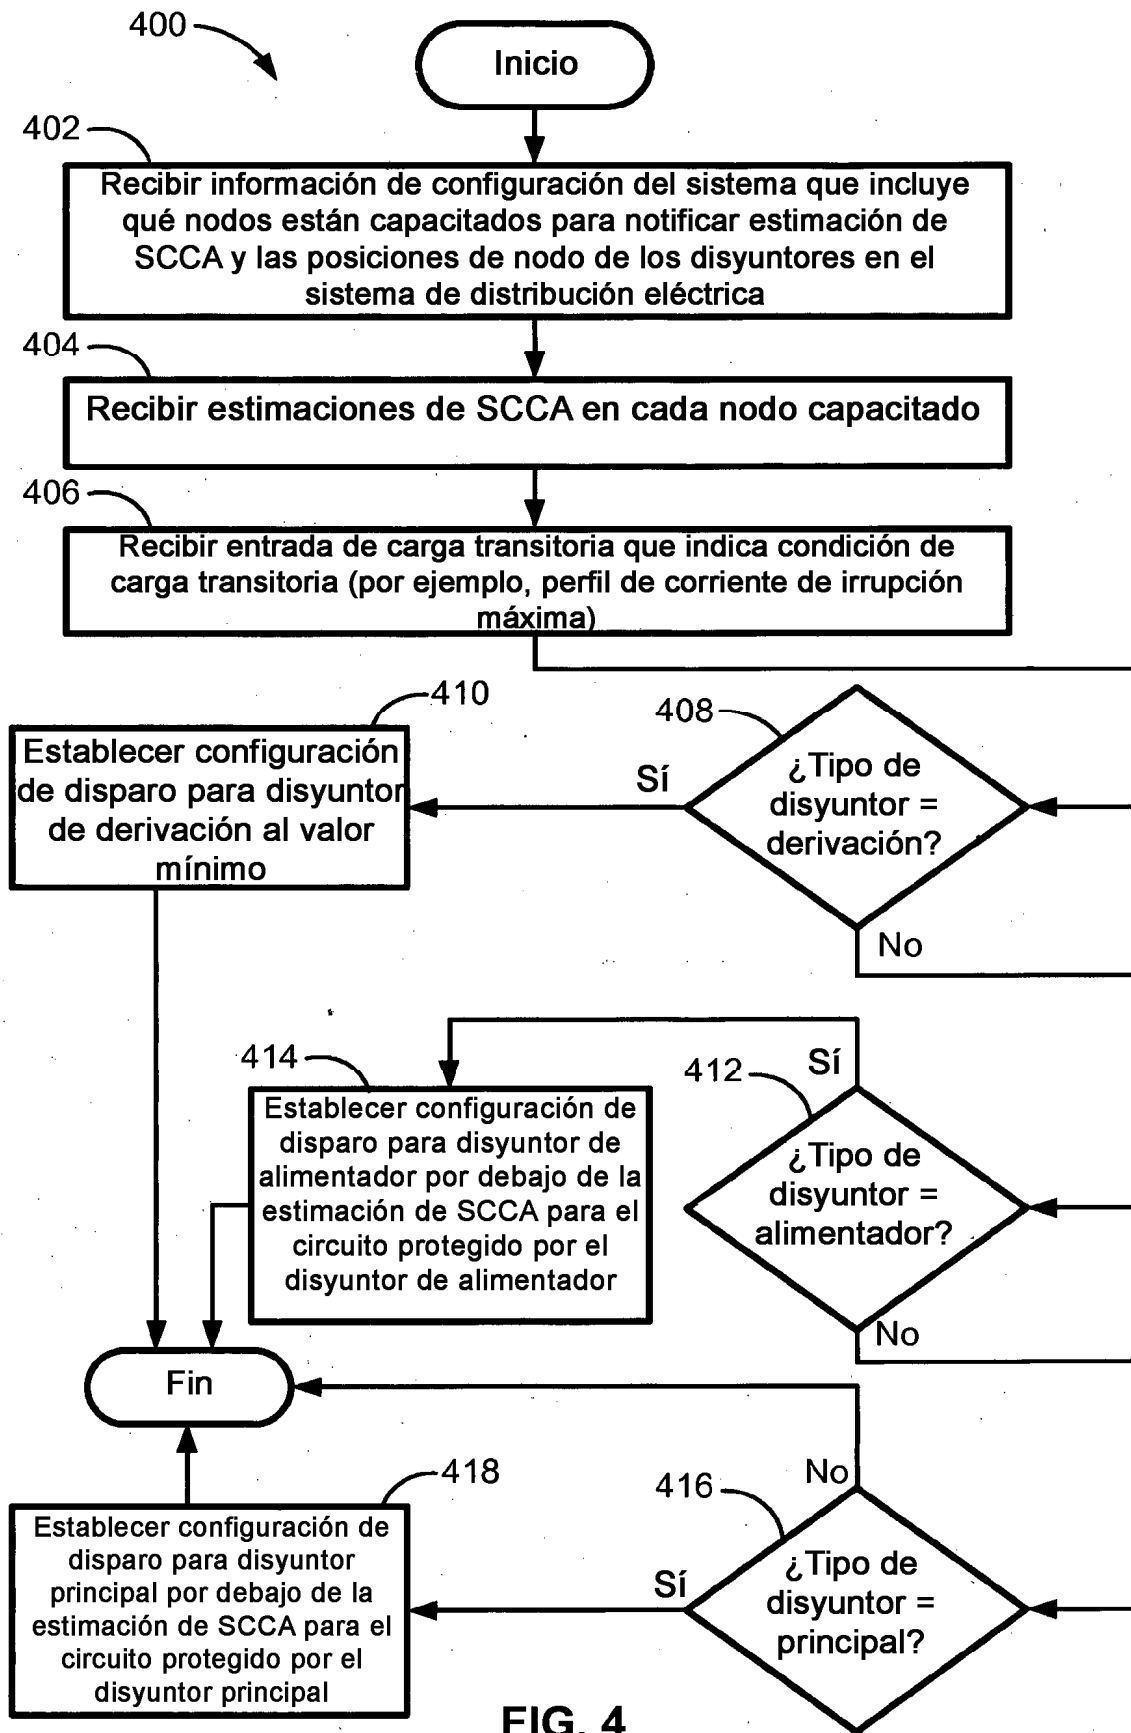 400
Inicio
402
Recibir información de configuración del sistema que incluye
qué nodos están capacitados para notificar estimación de
SCCA y las posiciones de nodo de los disyuntores en el
sistema de distribución eléctrica
404
Recibir estimaciones de SCCA en cada nodo capacitado
406
Recibir entrada de carga transitoria que indica condición de
carga transitoria (por ejemplo, perfil de corriente de irrupción
máxima)
410
Establecer configuración
de disparo para disyuntor
de derivación al valor
mínimo
408
¿Tipo de
disyuntor =
derivación?
Sí
No
414
Establecer configuración de
disparo para disyuntor de
alimentador por debajo de la
estimación de SCCA para el
circuito protegido por el
disyuntor de alimentador
412
Sí
¿Tipo de
disyuntor =
alimentador?
No
Fin
418
Establecer configuración de
disparo para disyuntor
principal por debajo de la
estimación de SCCA para el
circuito protegido por el
disyuntor principal
416
No
Sí
¿Tipo de
disyuntor =
principal?
FIG. 4